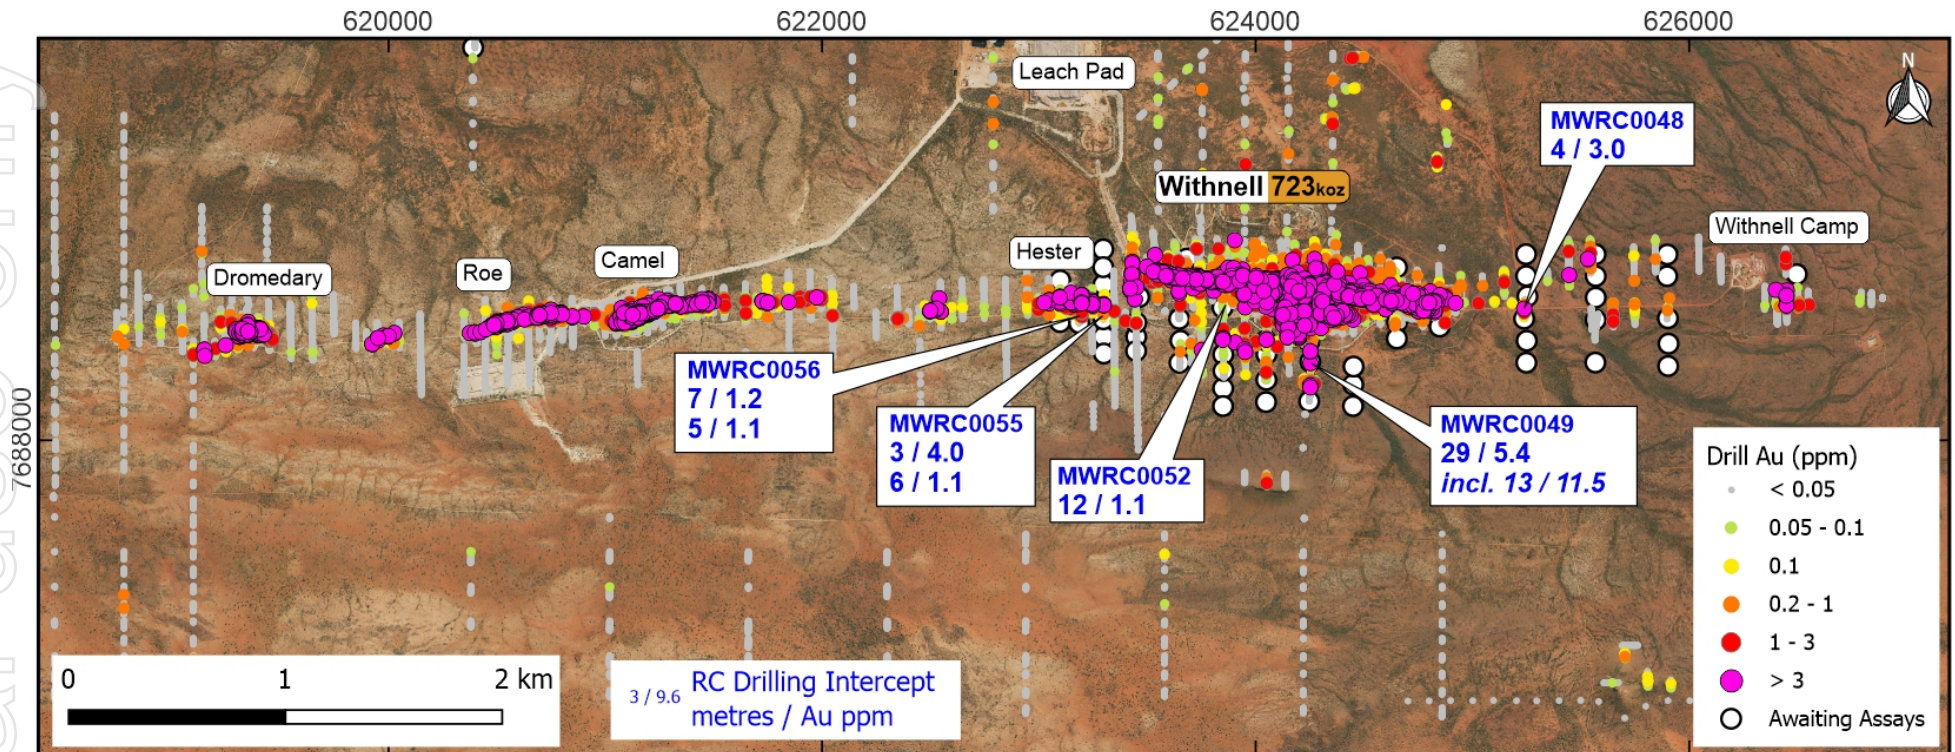 620000
622000
624000
626000
N
Leach Pad
MWRC0048
4 / 3.0
Withnell 723koz
Withnell Camp
Hester
Camel
Roe
Dromedary
MWRC0056
7 / 1.2
5 / 1.1
MWRC0055
3 / 4.0
6 / 1.1
MWRC0052
12 / 1.1
MWRC0049
29 / 5.4
incl. 13 / 11.5
7688000
Drill Au (ppm)
< 0.05
0.05 - 0.1
0.1
0.2 - 1
1 - 3
> 3
Awaiting Assays
0 1 2 km
3 / 9.6 RC Drilling Intercept
metres / Au ppm